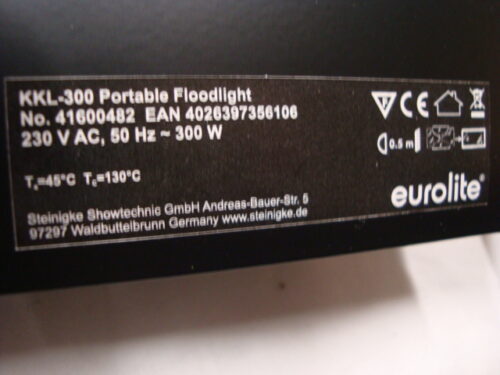 KKL-300 Portable Floodlight
No. 41600482 EAN 4026397356106
230 V AC, 50 Hz ~ 300 W
F CE
0.5 m
Ta=45°C Tc=130°C
eurolite®
Steinigke Showtechnic GmbH Andreas-Bauer-Str. 5
97297 Waldbüttelbrunn Germany www.steinigke.de